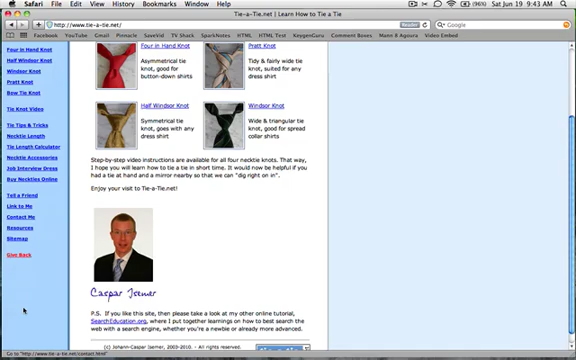 Safari File Edit View History Bookmarks Window Help (96%) Sat Jun 19 9:43 AM
Tie-a-Tie.net | Learn How to Tie a Tie
http://www.tie-a-tie.net/ Reader Google
Facebook YouTube Gmail Pinnacle SaveVid TV Shack SparkNotes HTML HTML Test KeygenGuru Comment Boxes Video Embed
Four in Hand Knot
Half Windsor Knot
Windsor Knot
Pratt Knot
Bow Tie Knot
Tie Knot Video
Tie Tips & Tricks
Necktie Length
Tie Length Calculator
Necktie Accessories
Job Interview Dress
Buy Neckties Online
Tell a Friend
Link to Me
Contact Me
Resources
Sitemap
Give Back
Four in Hand Knot
Asymmetrical
tie knot, good for
button-down shirts
Pratt Knot
Tidy & fairly wide tie
knot, suited for any
dress shirt
Half Windsor Knot
Symmetrical tie
knot, goes with any
dress shirt
Windsor Knot
Wide & triangular tie
knot, good for spread
collar shirts
Step-by-step video instructions are available for all four necktie knots. That way,
I hope you will learn how to tie a tie in short time. It would now be helpful if you
had a tie at hand and a mirror nearby so that we can "dig right on in".
Enjoy your visit to Tie-a-Tie.net!
Caspar Isemer
P.S. If you like this site, then please take a look at my other online tutorial,
SearchEducation.org, where I put together learnings on how to best search the
web with a search engine, whether you're a newbie or already more advanced.
(c) Johann-Caspar Isemer, 2003-2010. - All rights reserved.
Go to "http://www.tie-a-tie.net/contact.html"